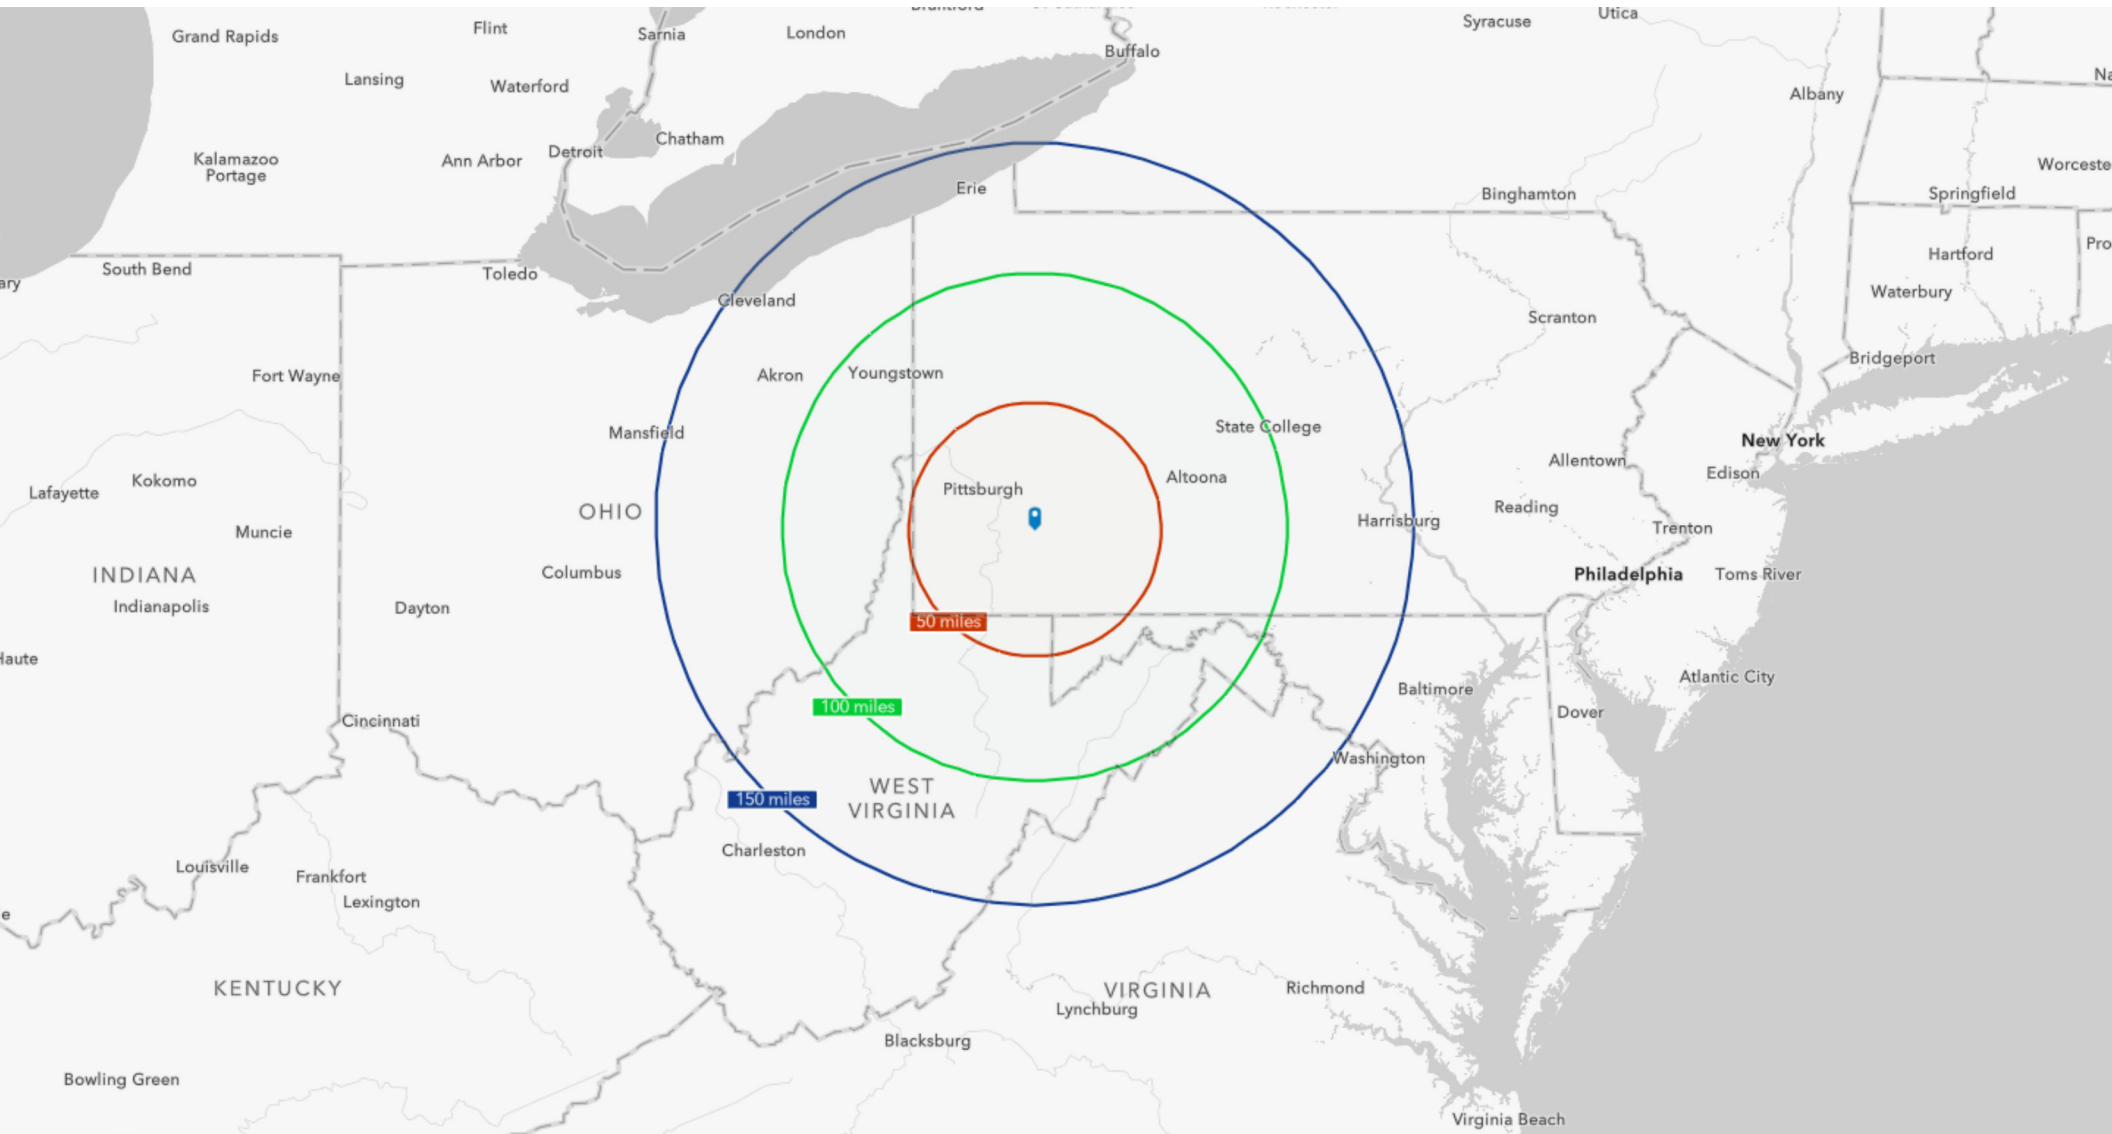 Utica
Syracuse
Grand Rapids
Flint
Sarnia
London
Buffalo
Lansing
Waterford
Albany
Chatham
Detroit
Ann Arbor
Kalamazoo
Portage
Erie
Binghamton
Springfield
Worceste
Hartford
Pro
South Bend
Toledo
ary
Waterbury
Cleveland
Scranton
Bridgeport
Fort Wayne
Akron
Youngstown
Mansfield
State College
New York
Allentown
Edison
Kokomo
Lafayette
Altoona
Pittsburgh
OHIO
Reading
Harrisburg
Muncie
Trenton
Columbus
INDIANA
Philadelphia
Toms River
Indianapolis
Dayton
50 miles
Haute
Atlantic City
Baltimore
100 miles
Dover
Cincinnati
Washington
WEST
VIRGINIA
150 miles
Charleston
Louisville
Frankfort
Lexington
e
KENTUCKY
VIRGINIA
Richmond
Lynchburg
Blacksburg
Bowling Green
Virginia Beach
Na